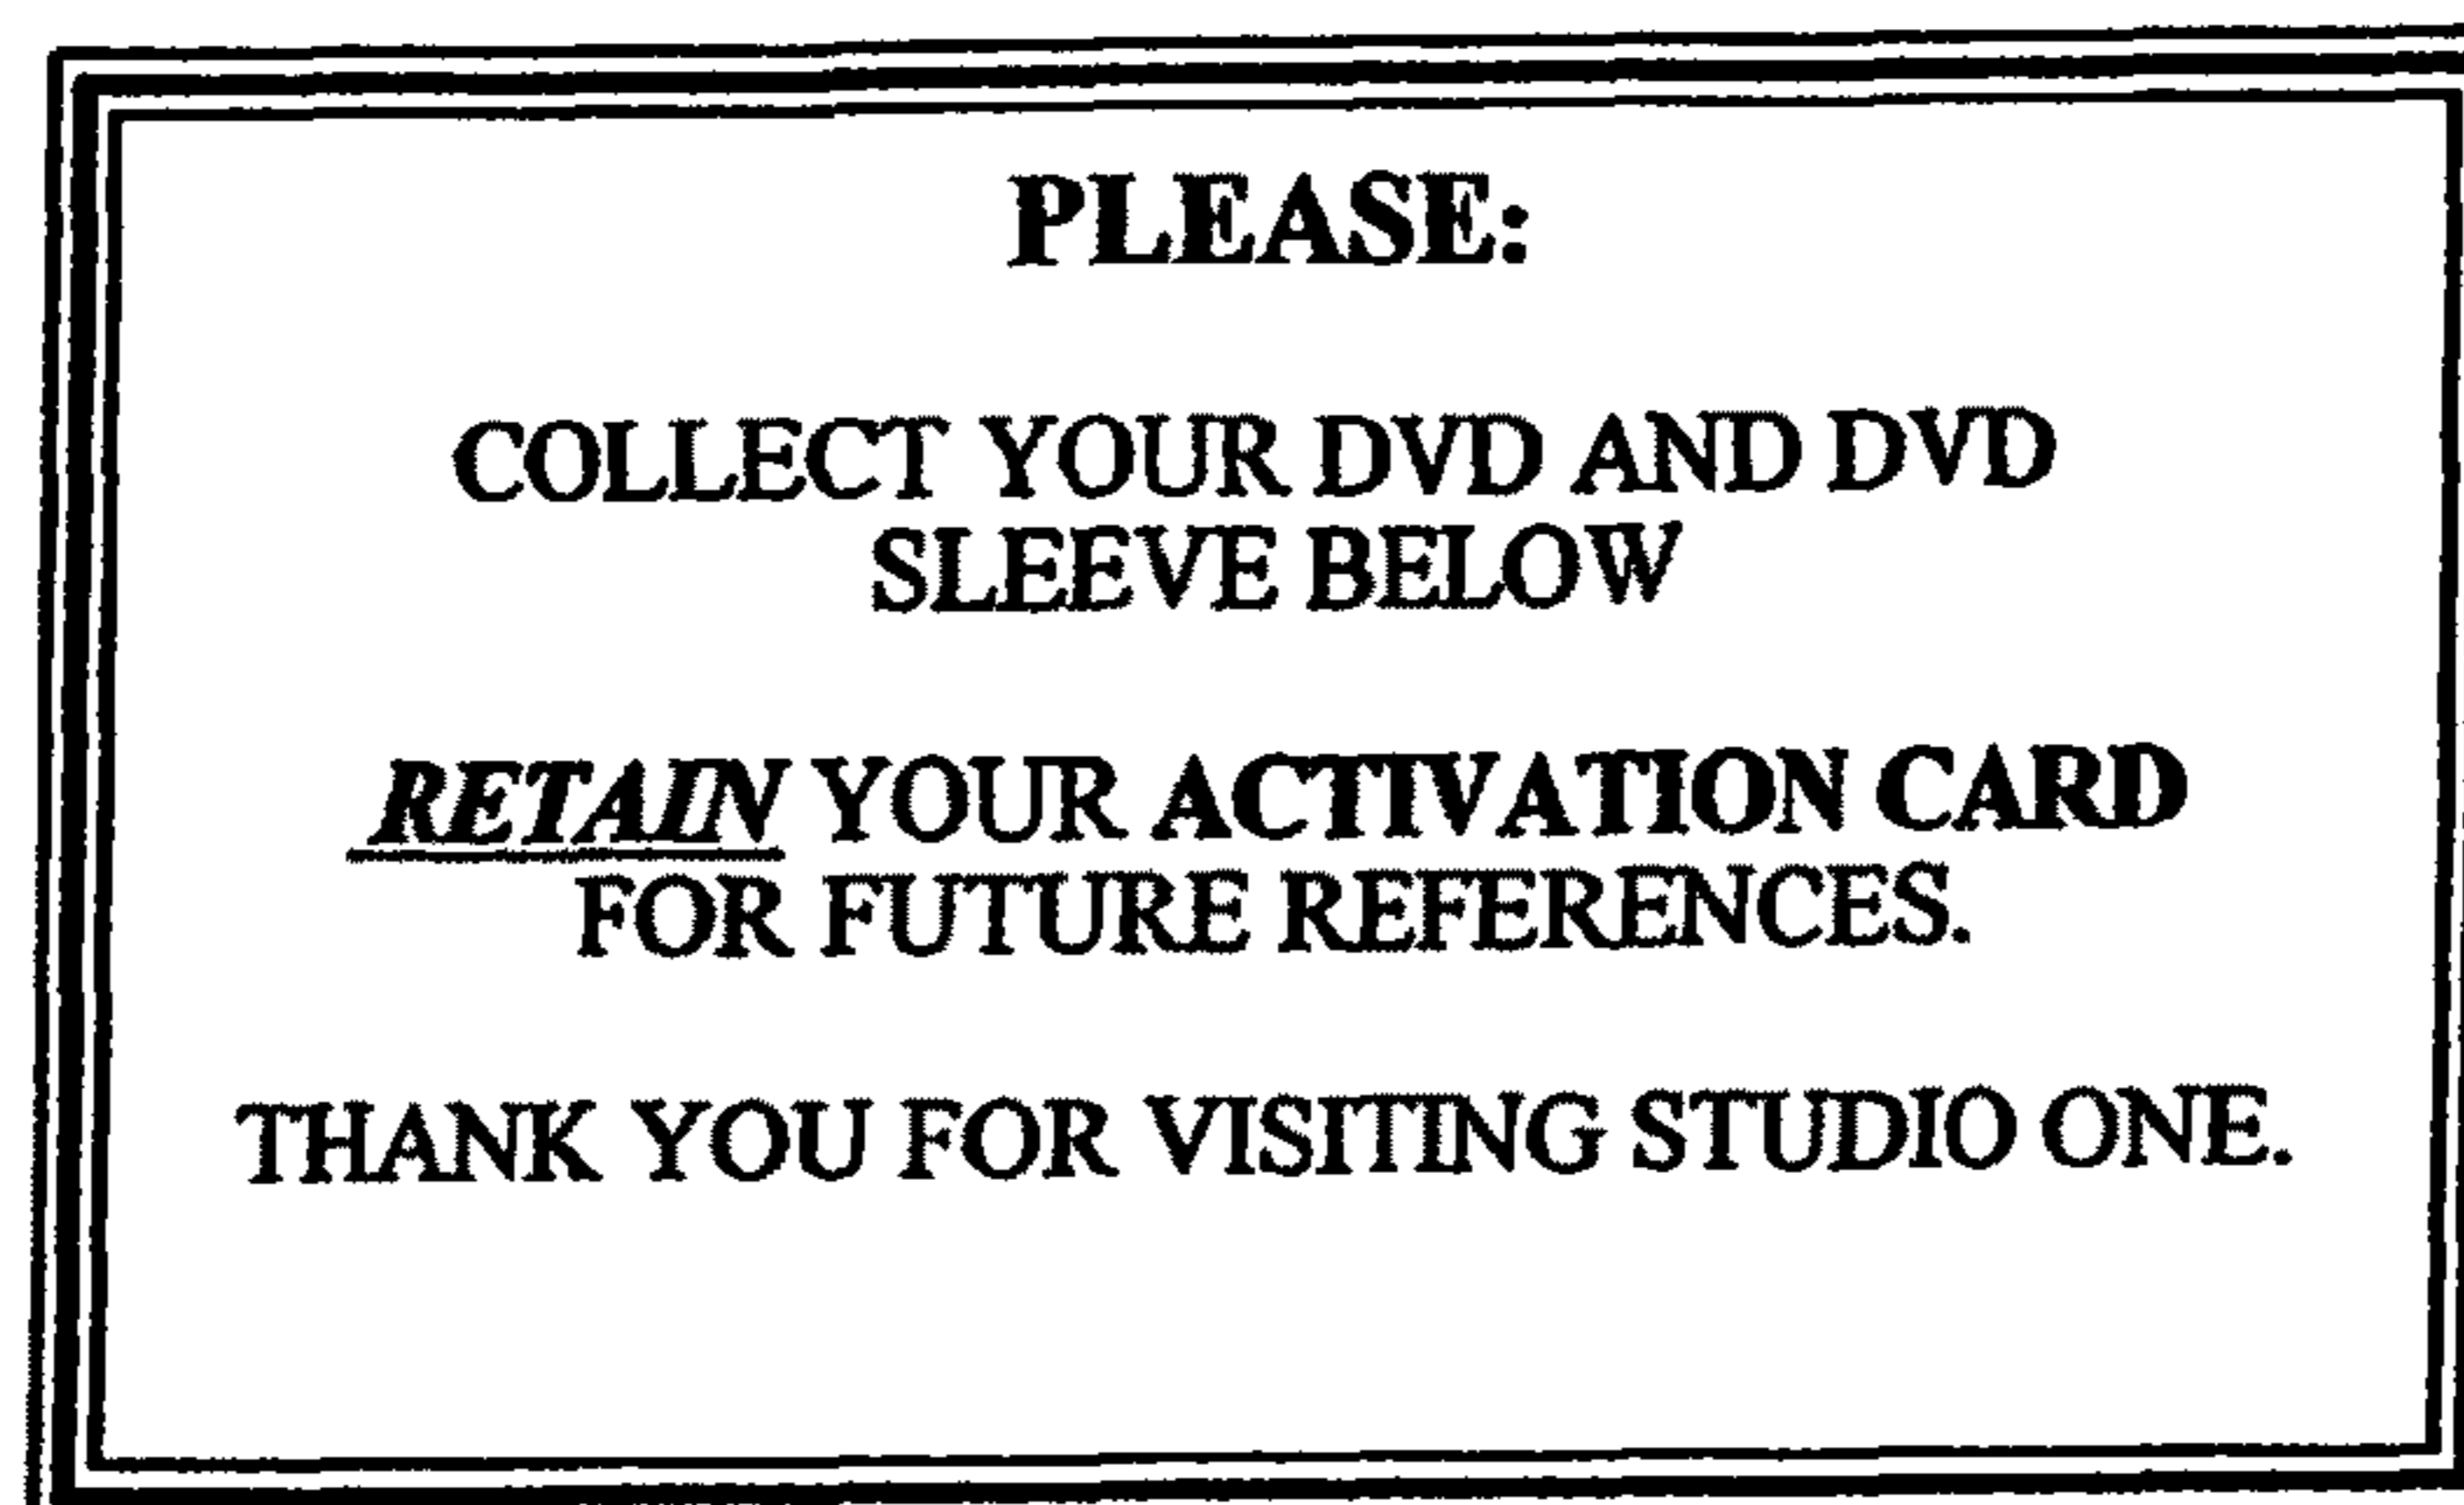 PLEASE:
COLLECT YOUR DVD AND DVD
SLEEVE BELOW
RETAIN YOUR ACTIVATION CARD
FOR FUTURE REFERENCES.
THANK YOU FOR VISITING STUDIO ONE.